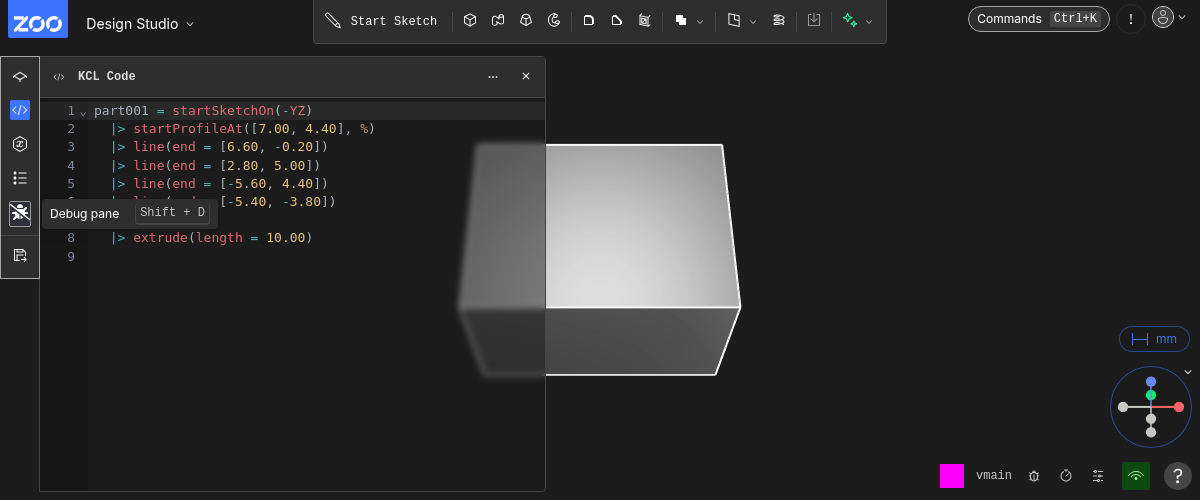 ZOO
Design Studio
Start Sketch
Commands Ctrl+K
!
</> KCL Code ... ×
1 part001 = startSketchOn(-YZ)
2 |> startProfileAt([7.00, 4.40], %)
3 |> line(end = [6.60, -0.20])
4 |> line(end = [2.80, 5.00])
5 |> line(end = [-5.60, 4.40])
[-5.40, -3.80])
Debug pane Shift + D
8 |> extrude(length = 10.00)
9
mm
vmain
?